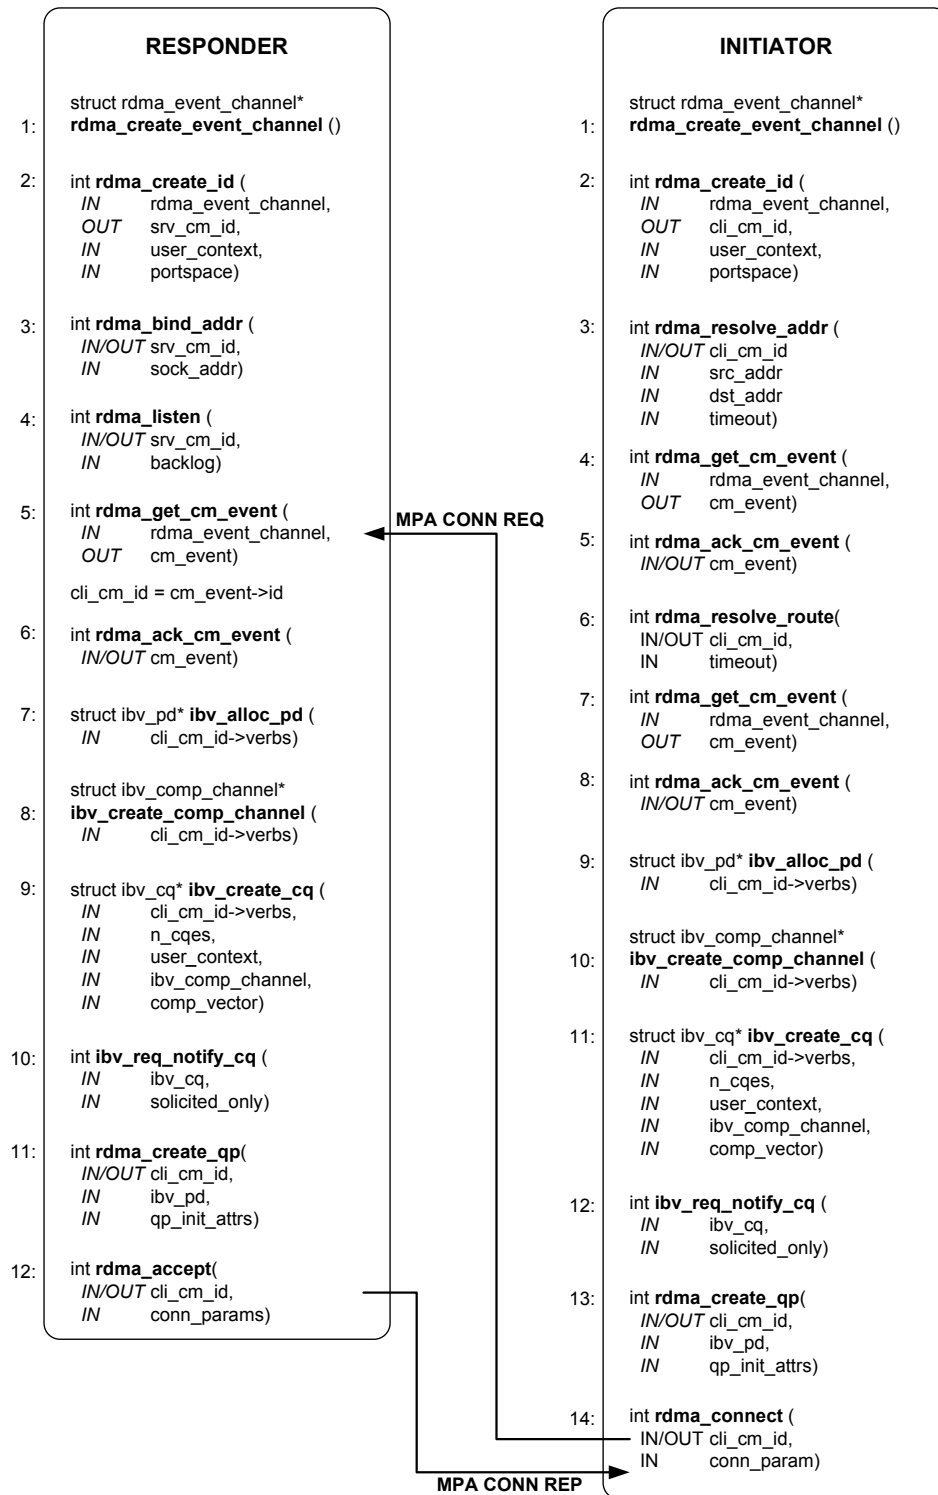 RESPONDER
struct rdma_event_channel*
1: rdma_create_event_channel ()
2: int rdma_create_id (
IN rdma_event_channel,
OUT srv_cm_id,
IN user_context,
IN portspace)
3: int rdma_bind_addr (
IN/OUT srv_cm_id,
IN sock_addr)
4: int rdma_listen (
IN/OUT srv_cm_id,
IN backlog)
5: int rdma_get_cm_event (
IN rdma_event_channel,
OUT cm_event)
cli_cm_id = cm_event->id
6: int rdma_ack_cm_event (
IN/OUT cm_event)
7: struct ibv_pd* ibv_alloc_pd (
IN cli_cm_id->verbs)
struct ibv_comp_channel*
8: ibv_create_comp_channel (
IN cli_cm_id->verbs)
9: struct ibv_cq* ibv_create_cq (
IN cli_cm_id->verbs,
IN n_cqes,
IN user_context,
IN ibv_comp_channel,
IN comp_vector)
10: int ibv_req_notify_cq (
IN ibv_cq,
IN solicited_only)
11: int rdma_create_qp(
IN/OUT cli_cm_id,
IN ibv_pd,
IN qp_init_attrs)
12: int rdma_accept(
IN/OUT cli_cm_id,
IN conn_params)
MPA CONN REQ
MPA CONN REP
INITIATOR
struct rdma_event_channel*
1: rdma_create_event_channel ()
2: int rdma_create_id (
IN rdma_event_channel,
OUT cli_cm_id,
IN user_context,
IN portspace)
3: int rdma_resolve_addr (
IN/OUT cli_cm_id
IN src_addr
IN dst_addr
IN timeout)
4: int rdma_get_cm_event (
IN rdma_event_channel,
OUT cm_event)
5: int rdma_ack_cm_event (
IN/OUT cm_event)
6: int rdma_resolve_route(
IN/OUT cli_cm_id,
IN timeout)
7: int rdma_get_cm_event (
IN rdma_event_channel,
OUT cm_event)
8: int rdma_ack_cm_event (
IN/OUT cm_event)
9: struct ibv_pd* ibv_alloc_pd (
IN cli_cm_id->verbs)
struct ibv_comp_channel*
10: ibv_create_comp_channel (
IN cli_cm_id->verbs)
11: struct ibv_cq* ibv_create_cq (
IN cli_cm_id->verbs,
IN n_cqes,
IN user_context,
IN ibv_comp_channel,
IN comp_vector)
12: int ibv_req_notify_cq (
IN ibv_cq,
IN solicited_only)
13: int rdma_create_qp(
IN/OUT cli_cm_id,
IN ibv_pd,
IN qp_init_attrs)
14: int rdma_connect (
IN/OUT cli_cm_id,
IN conn_param)